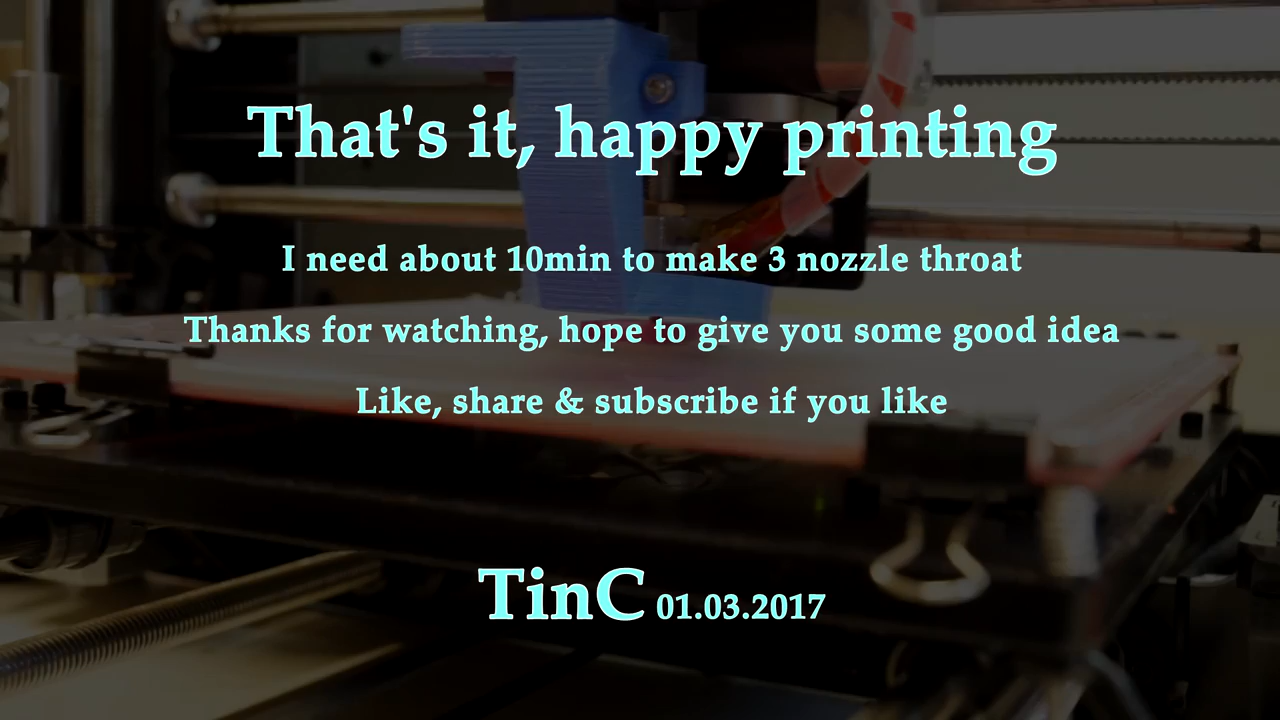 That's it, happy printing
I need about 10min to make 3 nozzle throat
Thanks for watching, hope to give you some good idea
Like, share & subscribe if you like
TinC 01.03.2017